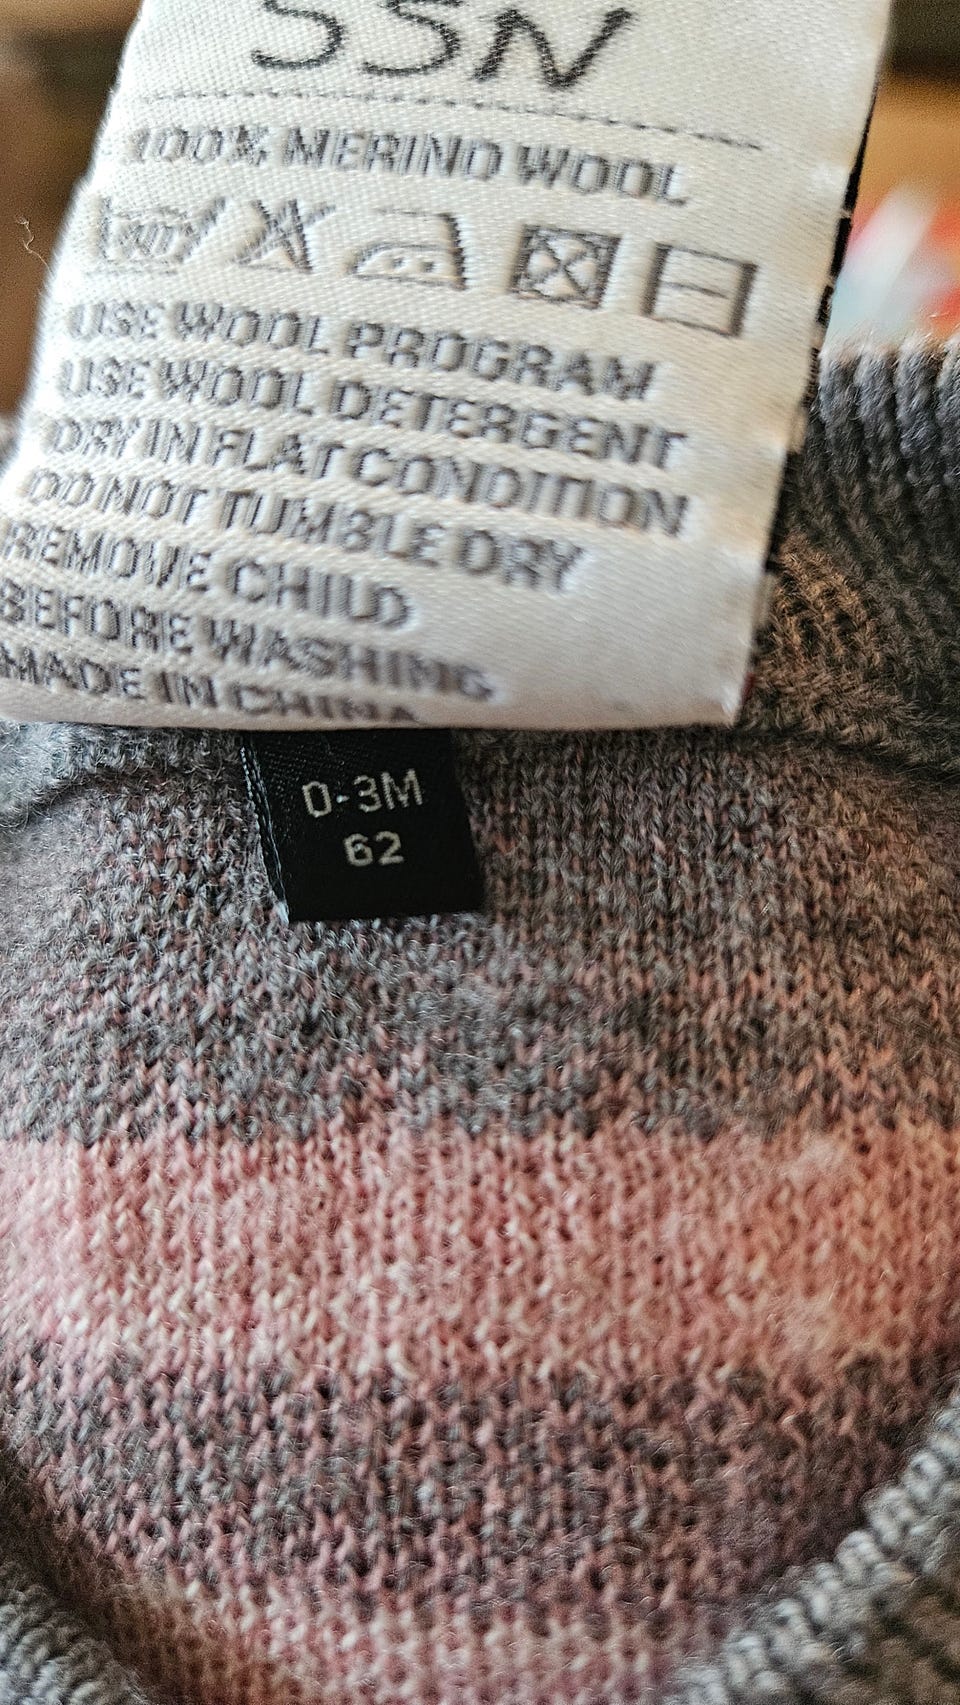 SSN
100% MERINO WOOL
USE WOOL PROGRAM
USE WOOL DETERGENT
DRY IN FLAT CONDITION
DO NOT TUMBLE DRY
REMOVE CHILD
BEFORE WASHING
MADE IN CHINA
0-3M
62